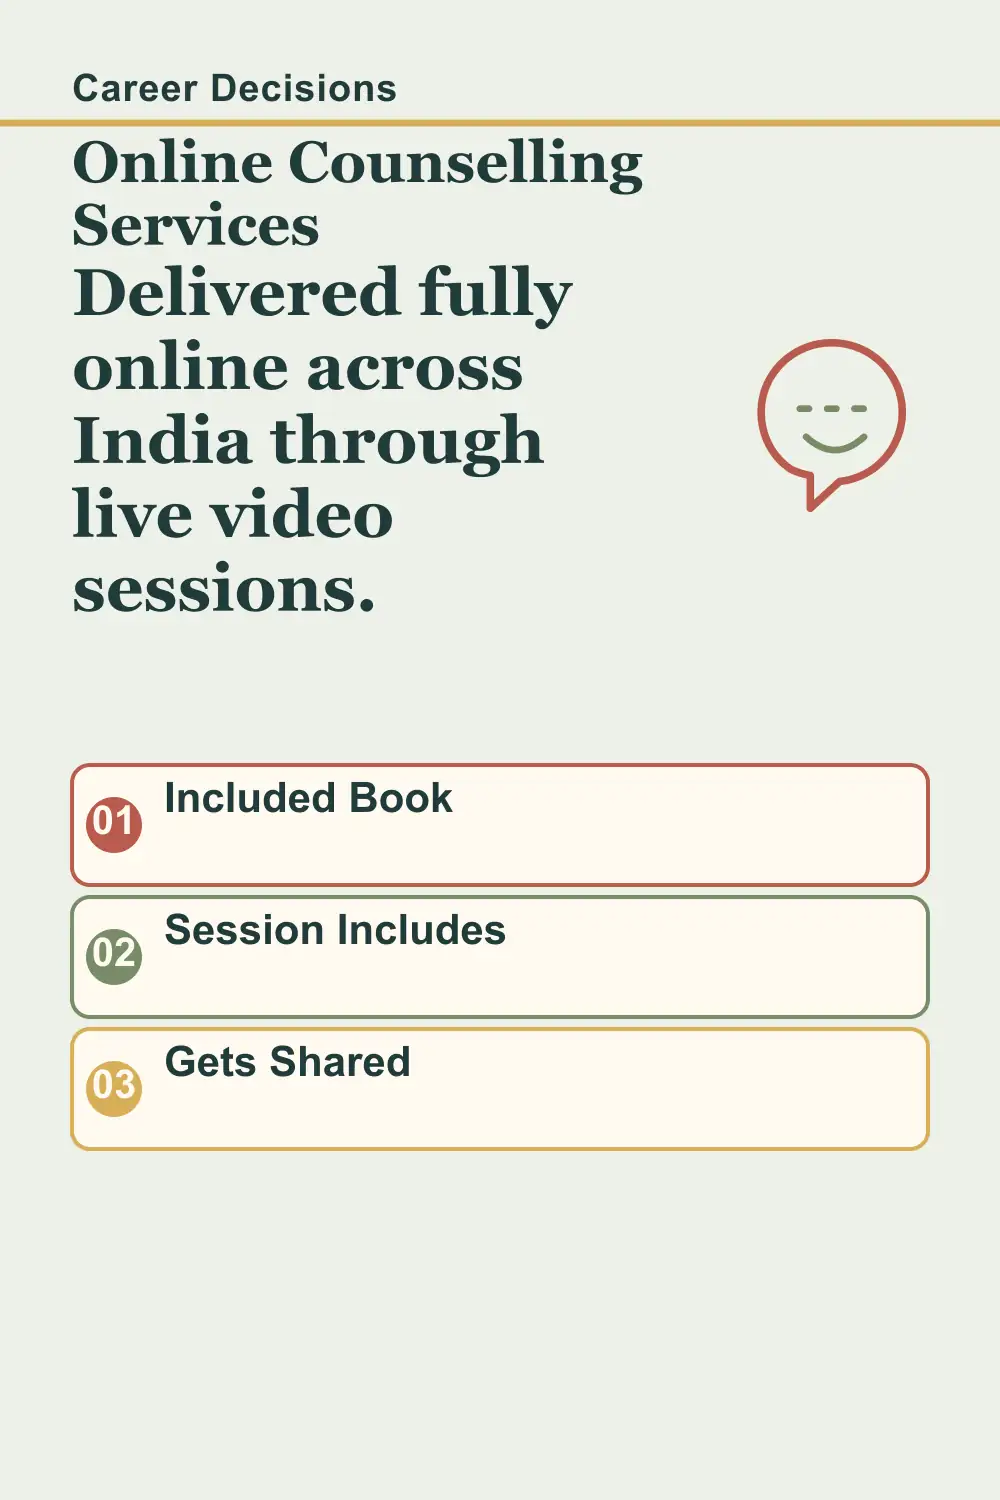 Career Decisions
Online Counselling
Services
Delivered fully
online across
India through
live video
sessions.
01
Included Book
02
Session Includes
03
Gets Shared